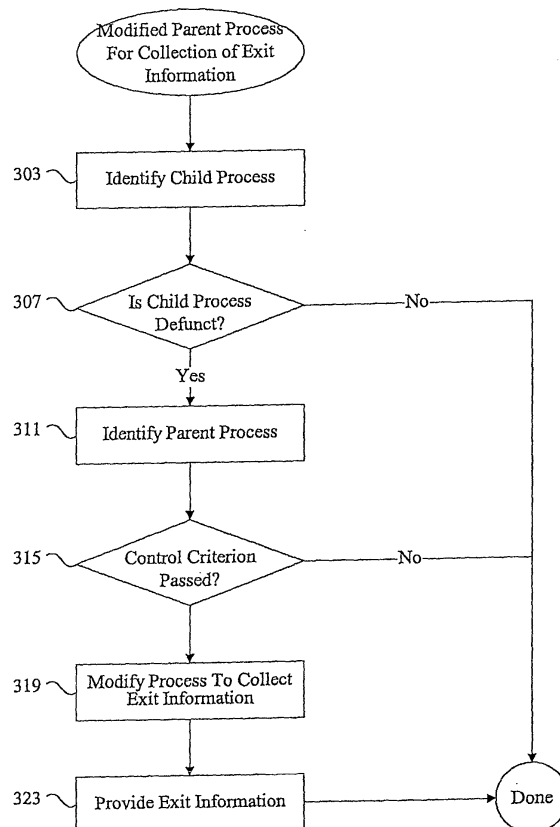 Modified Parent Process
For Collection of Exit
Information
303
Identify Child Process
307
Is Child Process
Defunct?
No
Yes
311
Identify Parent Process
315
Control Criterion
Passed?
No
319
Modify Process To Collect
Exit Information
323
Provide Exit Information
Done